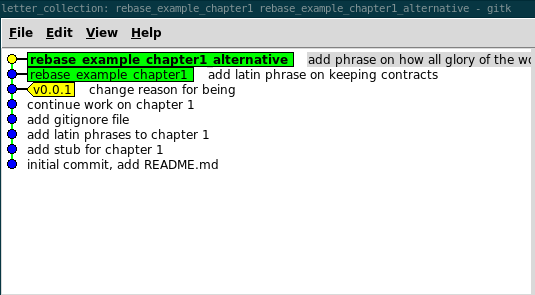 letter_collection: rebase_example_chapter1 rebase_example_chapter1_alternative - gitk
File Edit View Help
rebase_example_chapter1_alternative add phrase on how all glory of the wo
rebase_example_chapter1 add latin phrase on keeping contracts
v0.0.1 change reason for being
continue work on chapter 1
add gitignore file
add latin phrases to chapter 1
add stub for chapter 1
initial commit, add README.md